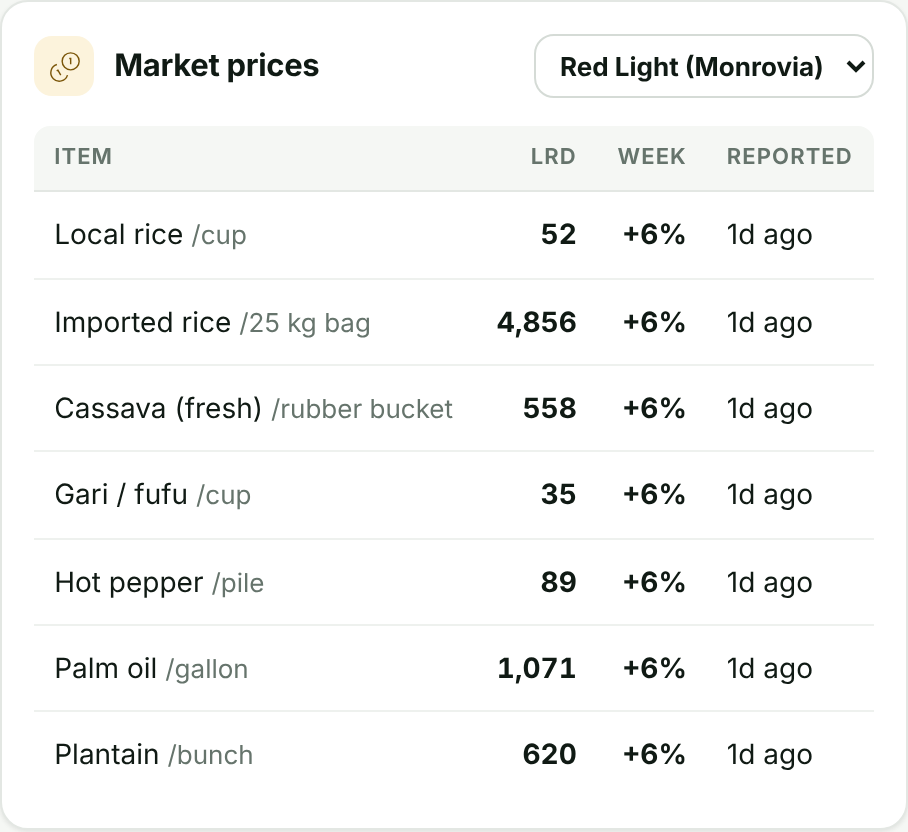 Market prices
Red Light (Monrovia)
ITEM LRD WEEK REPORTED
Local rice /cup 52 +6% 1d ago
Imported rice /25 kg bag 4,856 +6% 1d ago
Cassava (fresh) /rubber bucket 558 +6% 1d ago
Gari / fufu /cup 35 +6% 1d ago
Hot pepper /pile 89 +6% 1d ago
Palm oil /gallon 1,071 +6% 1d ago
Plantain /bunch 620 +6% 1d ago